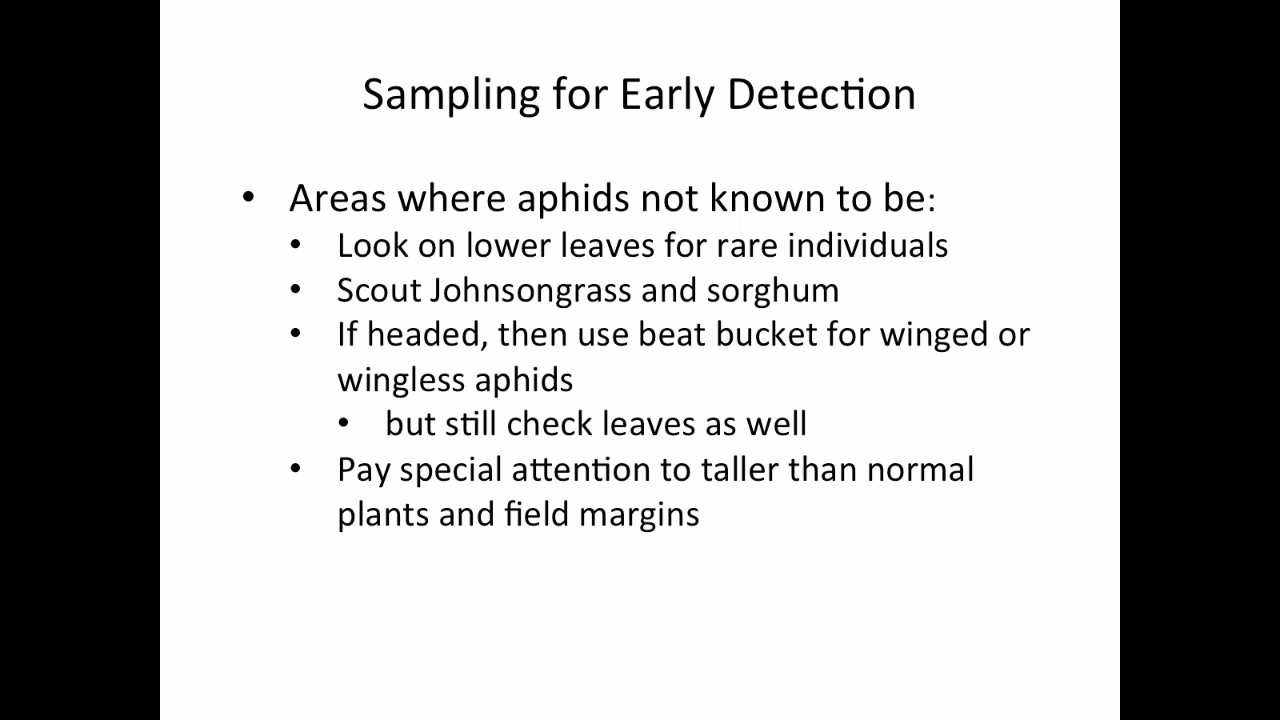 Sampling for Early Detection
• Areas where aphids not known to be:
• Look on lower leaves for rare individuals
• Scout Johnsongrass and sorghum
• If headed, then use beat bucket for winged or
wingless aphids
• but still check leaves as well
• Pay special attention to taller than normal
plants and field margins